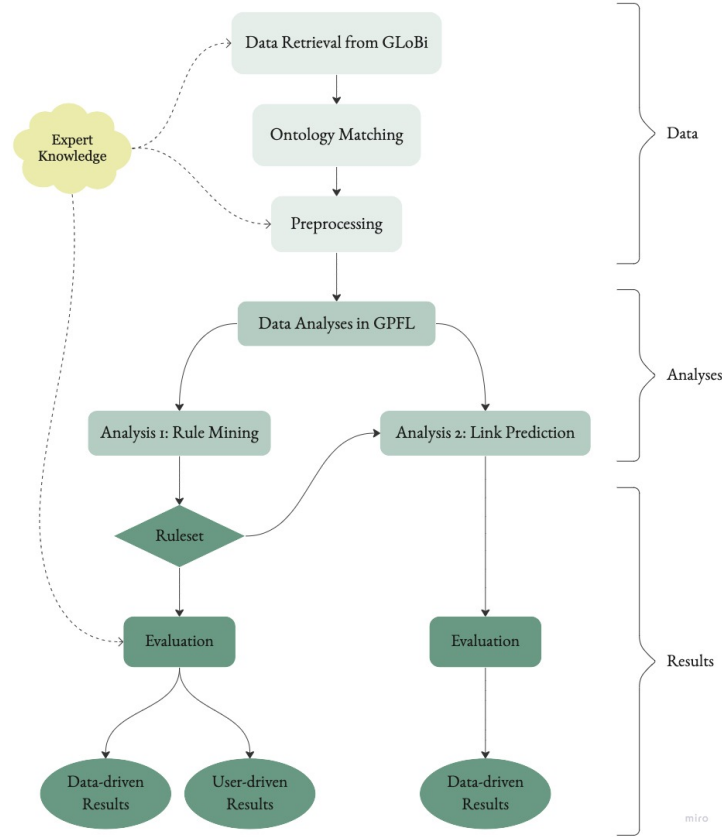 Data Retrieval from GLoBi
Expert
Knowledge
Ontology Matching
Data
Preprocessing
Data Analyses in GPFL
Analyses
Analysis 1: Rule Mining
Analysis 2: Link Prediction
Ruleset
Evaluation
Evaluation
Results
Data-driven
Results
User-driven
Results
Data-driven
Results
miro